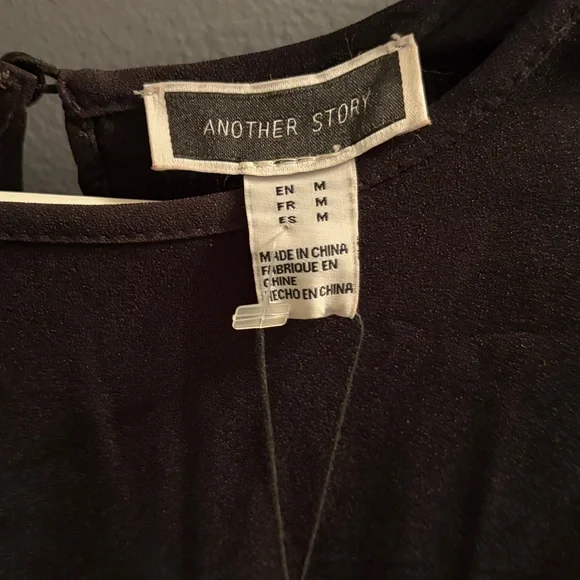 ANOTHER STORY
EN M
FR M
ES M
MADE IN CHINA
FABRIQUE EN
CHINE
HECHO EN CHINA